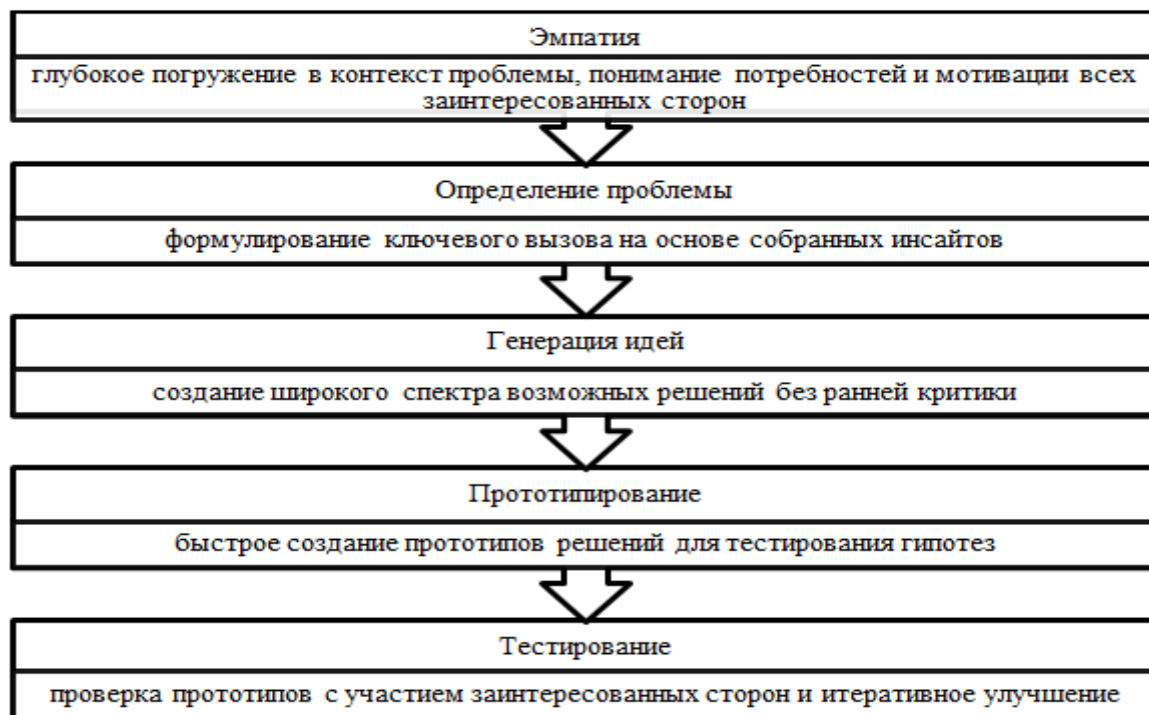 Эмпатия
глубокое погружение в контекст проблемы, понимание потребностей и мотивации всех
заинтересованных сторон
Определение проблемы
формулирование ключевого вызова на основе собранных инсайтов
Генерация идей
создание широкого спектра возможных решений без ранней критики
Прототипирование
быстрое создание прототипов решений для тестирования гипотез
Тестирование
проверка прототипов с участием заинтересованных сторон и итеративное улучшение